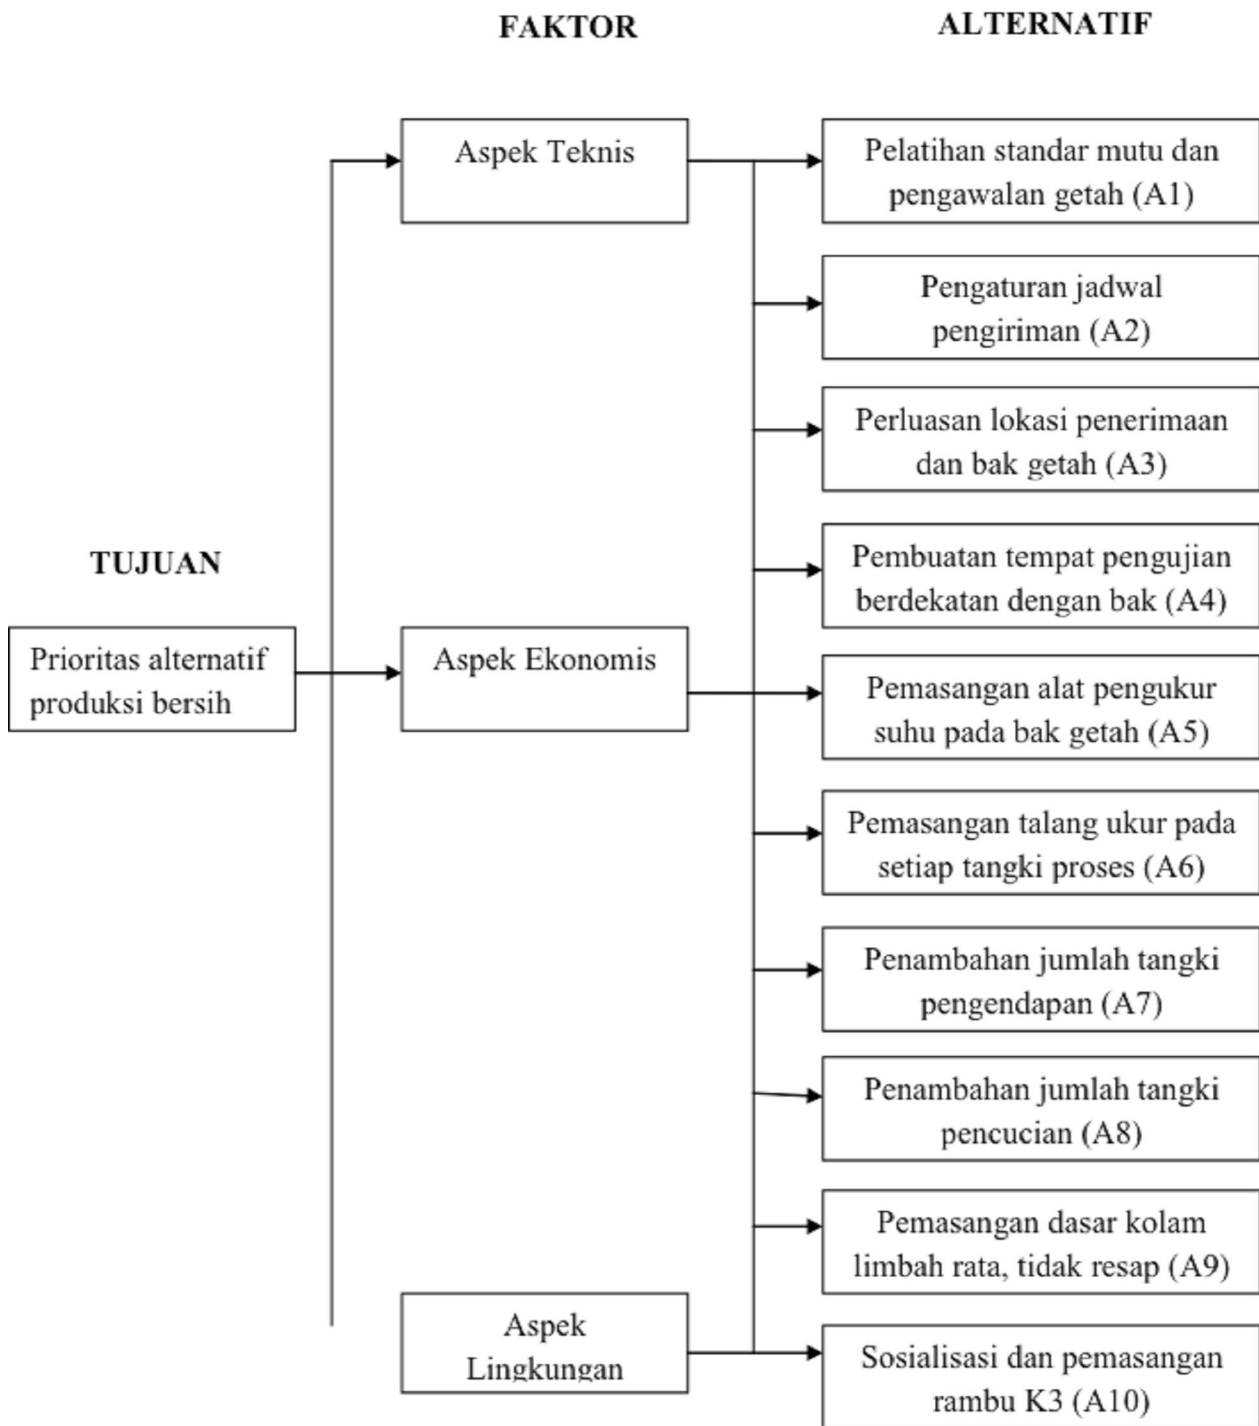 FAKTOR
ALTERNATIF
Aspek Teknis
Pelatihan standar mutu dan
pengawalan getah (A1)
Pengaturan jadwal
pengiriman (A2)
Perluasan lokasi penerimaan
dan bak getah (A3)
TUJUAN
Pembuatan tempat pengujian
berdekatan dengan bak (A4)
Prioritas alternatif
produksi bersih
Aspek Ekonomis
Pemasangan alat pengukur
suhu pada bak getah (A5)
Pemasangan talang ukur pada
setiap tangki proses (A6)
Penambahan jumlah tangki
pengendapan (A7)
Penambahan jumlah tangki
pencucian (A8)
Pemasangan dasar kolam
limbah rata, tidak resap (A9)
Aspek
Lingkungan
Sosialisasi dan pemasangan
rambu K3 (A10)